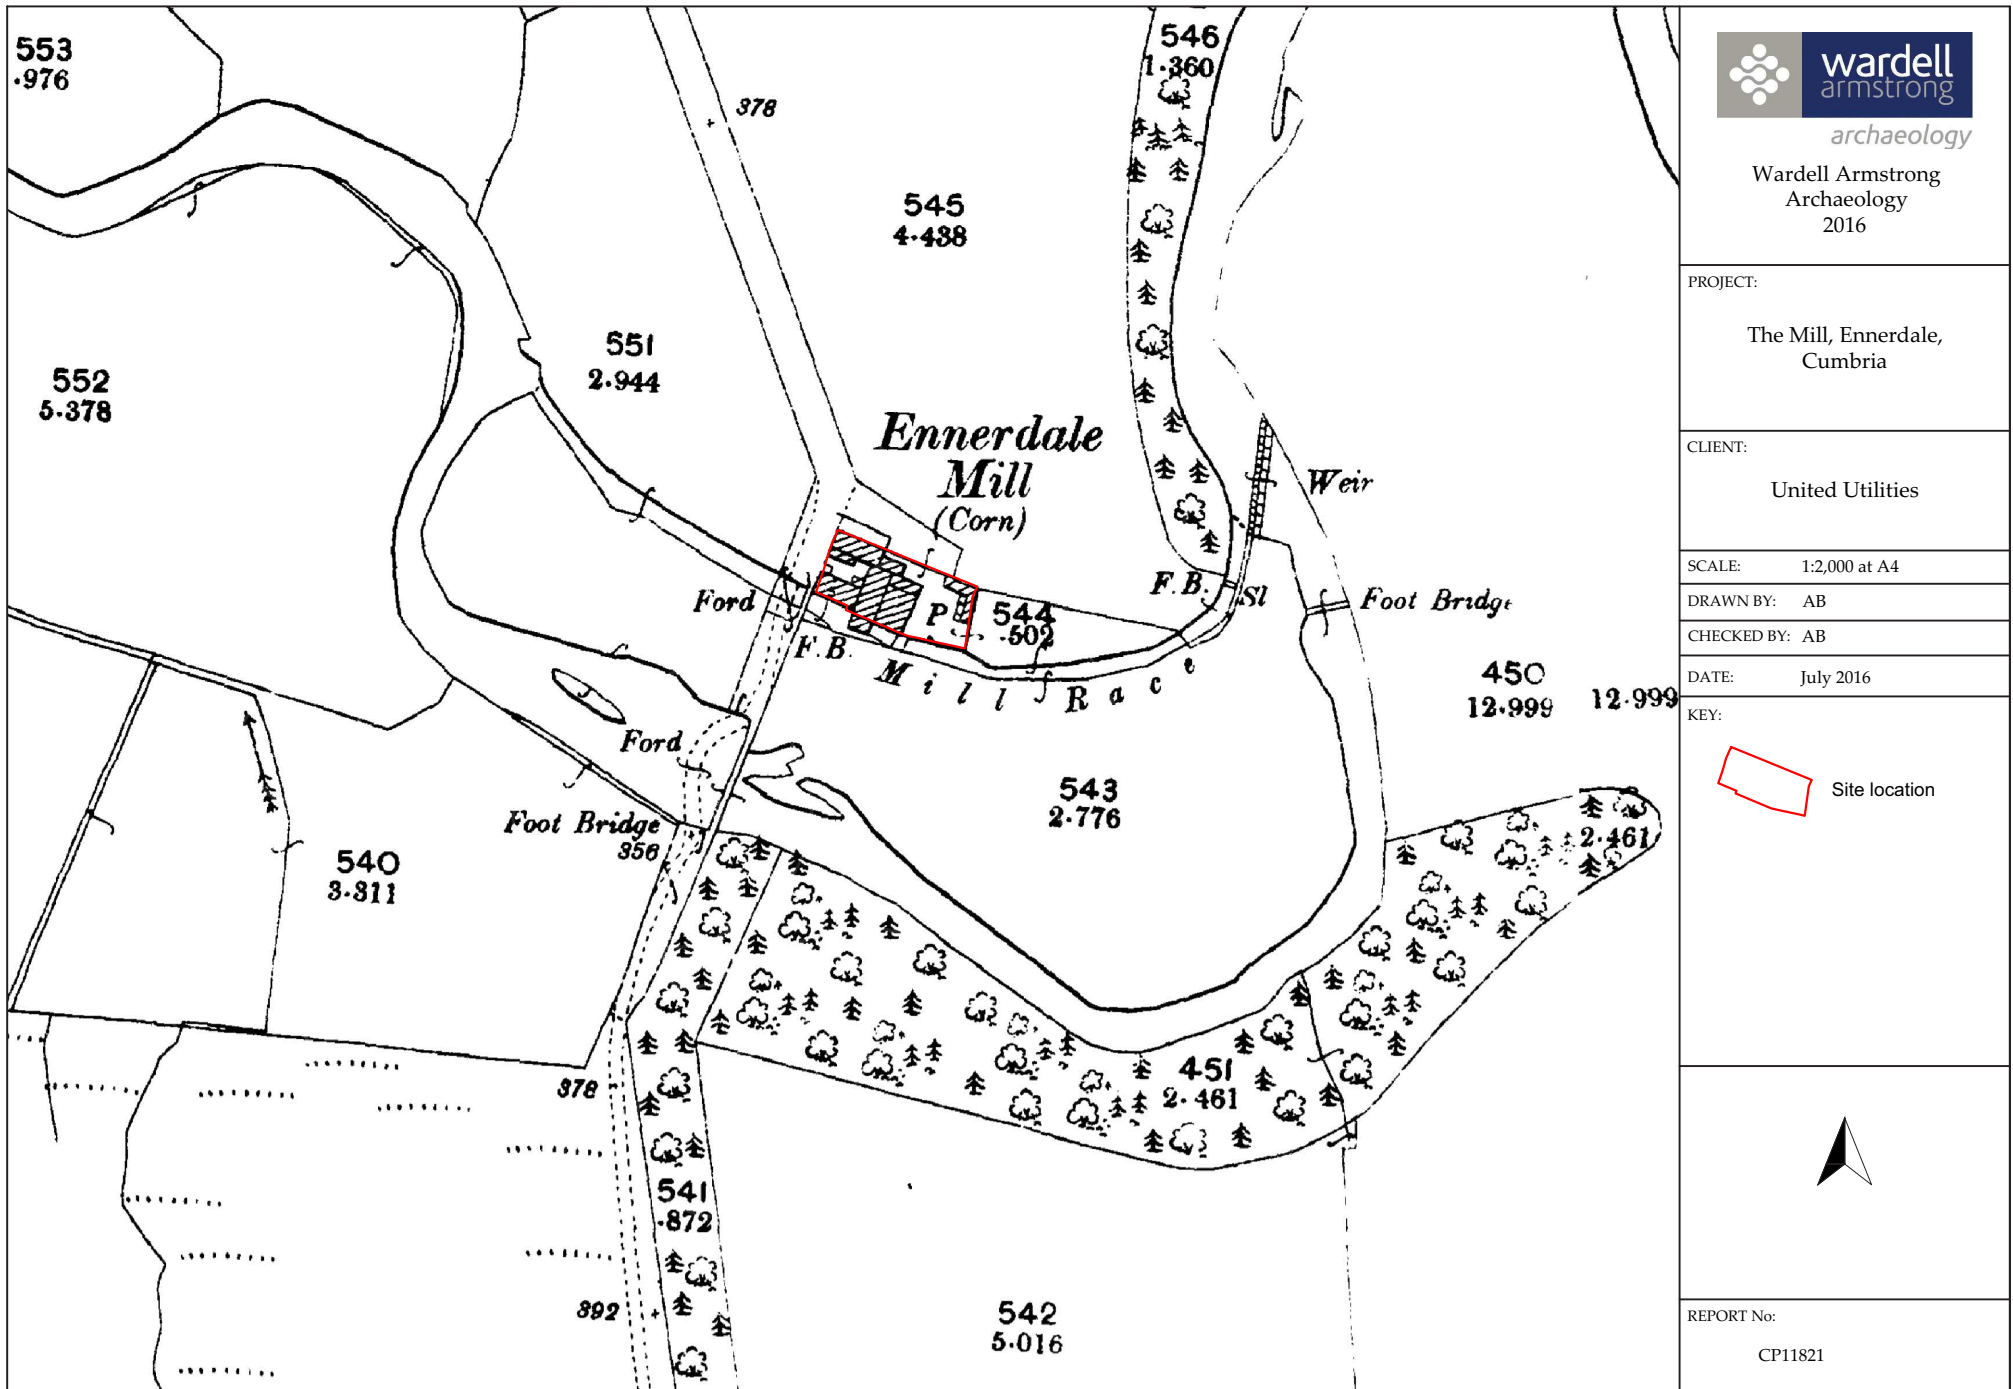 553
.976
546
1.360
378
545
4.438
551
2.944
552
5.378
Ennerdale
Mill
(Corn)
Weir
Ford
F.B.
P
544
.502
F.B.
Sl
Foot Bridge
Mill Race
450
12.999
12.999
Ford
543
2.776
Foot Bridge
356
540
3.311
2.461
451
2.461
378
541
.872
392
542
5.016
wardell
armstrong
archaeology
Wardell Armstrong
Archaeology
2016
PROJECT:
The Mill, Ennerdale,
Cumbria
CLIENT:
United Utilities
SCALE: 1:2,000 at A4
DRAWN BY: AB
CHECKED BY: AB
DATE: July 2016
KEY:
Site location
REPORT No:
CP11821